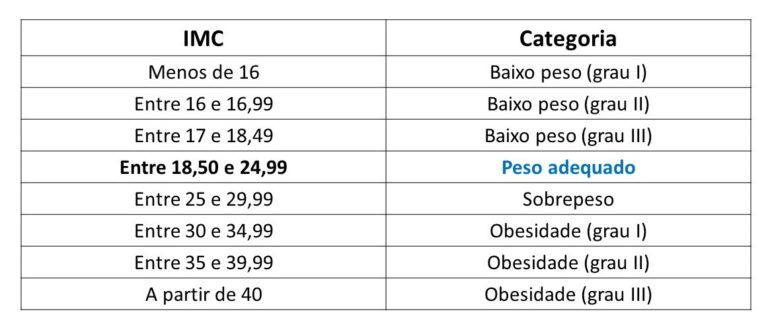 IMC Categoria
Menos de 16 Baixo peso (grau I)
Entre 16 e 16,99 Baixo peso (grau II)
Entre 17 e 18,49 Baixo peso (grau III)
Entre 18,50 e 24,99 Peso adequado
Entre 25 e 29,99 Sobrepeso
Entre 30 e 34,99 Obesidade (grau I)
Entre 35 e 39,99 Obesidade (grau II)
A partir de 40 Obesidade (grau III)